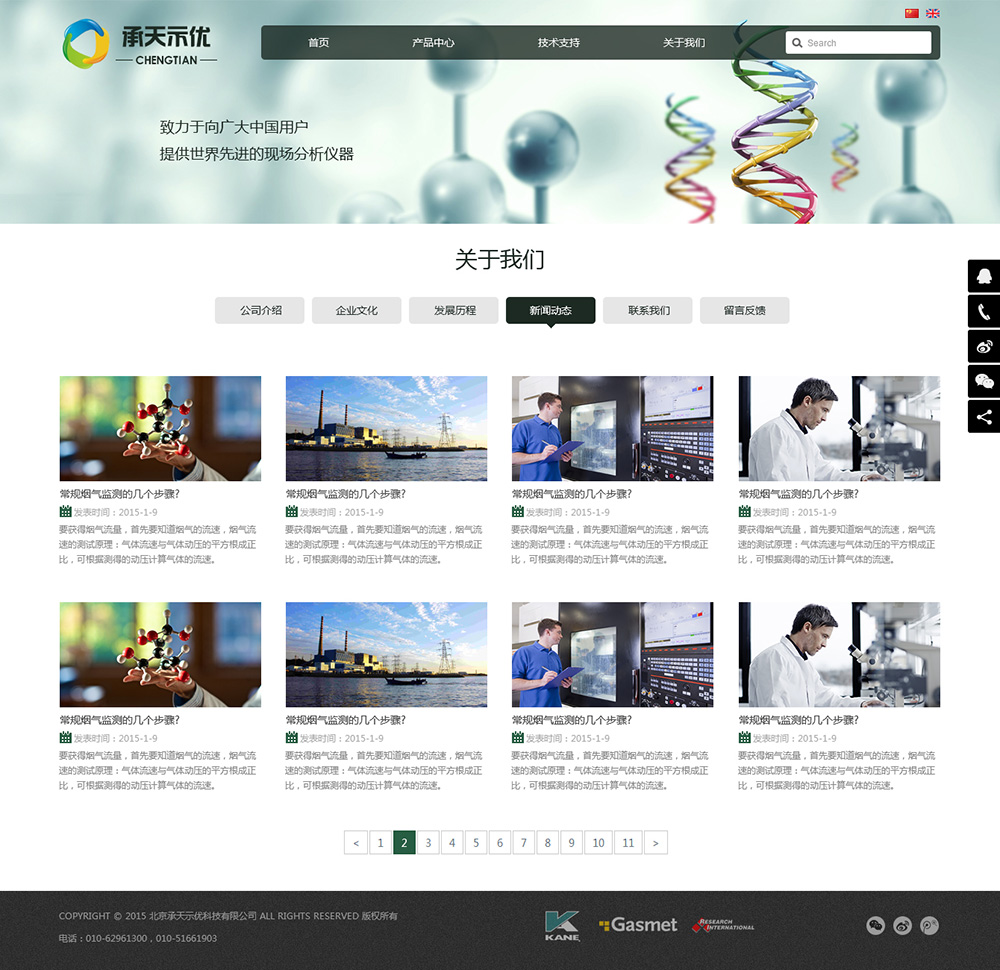 承天示优
CHENGTIAN
首页 产品中心 技术支持 关于我们 Search
致力于向广大中国用户
提供世界先进的现场分析仪器
关于我们
公司介绍 企业文化 发展历程 新闻动态 联系我们 留言反馈
常规烟气监测的几个步骤?
发表时间：2015-1-9
要获得烟气流量，首先要知道烟气的流速，烟气流
速的测试原理：气体流速与气体动压的平方根成正
比，可根据测得的动压计算气体的流速。
常规烟气监测的几个步骤?
发表时间：2015-1-9
要获得烟气流量，首先要知道烟气的流速，烟气流
速的测试原理：气体流速与气体动压的平方根成正
比，可根据测得的动压计算气体的流速。
常规烟气监测的几个步骤?
发表时间：2015-1-9
要获得烟气流量，首先要知道烟气的流速，烟气流
速的测试原理：气体流速与气体动压的平方根成正
比，可根据测得的动压计算气体的流速。
常规烟气监测的几个步骤?
发表时间：2015-1-9
要获得烟气流量，首先要知道烟气的流速，烟气流
速的测试原理：气体流速与气体动压的平方根成正
比，可根据测得的动压计算气体的流速。
常规烟气监测的几个步骤?
发表时间：2015-1-9
要获得烟气流量，首先要知道烟气的流速，烟气流
速的测试原理：气体流速与气体动压的平方根成正
比，可根据测得的动压计算气体的流速。
常规烟气监测的几个步骤?
发表时间：2015-1-9
要获得烟气流量，首先要知道烟气的流速，烟气流
速的测试原理：气体流速与气体动压的平方根成正
比，可根据测得的动压计算气体的流速。
常规烟气监测的几个步骤?
发表时间：2015-1-9
要获得烟气流量，首先要知道烟气的流速，烟气流
速的测试原理：气体流速与气体动压的平方根成正
比，可根据测得的动压计算气体的流速。
常规烟气监测的几个步骤?
发表时间：2015-1-9
要获得烟气流量，首先要知道烟气的流速，烟气流
速的测试原理：气体流速与气体动压的平方根成正
比，可根据测得的动压计算气体的流速。
< 1 2 3 4 5 6 7 8 9 10 11 >
COPYRIGHT © 2015 北京承天示优科技有限公司 ALL RIGHTS RESERVED 版权所有
电话：010-62961300，010-51661903
KANE
Gasmet
RESEARCH
INTERNATIONAL